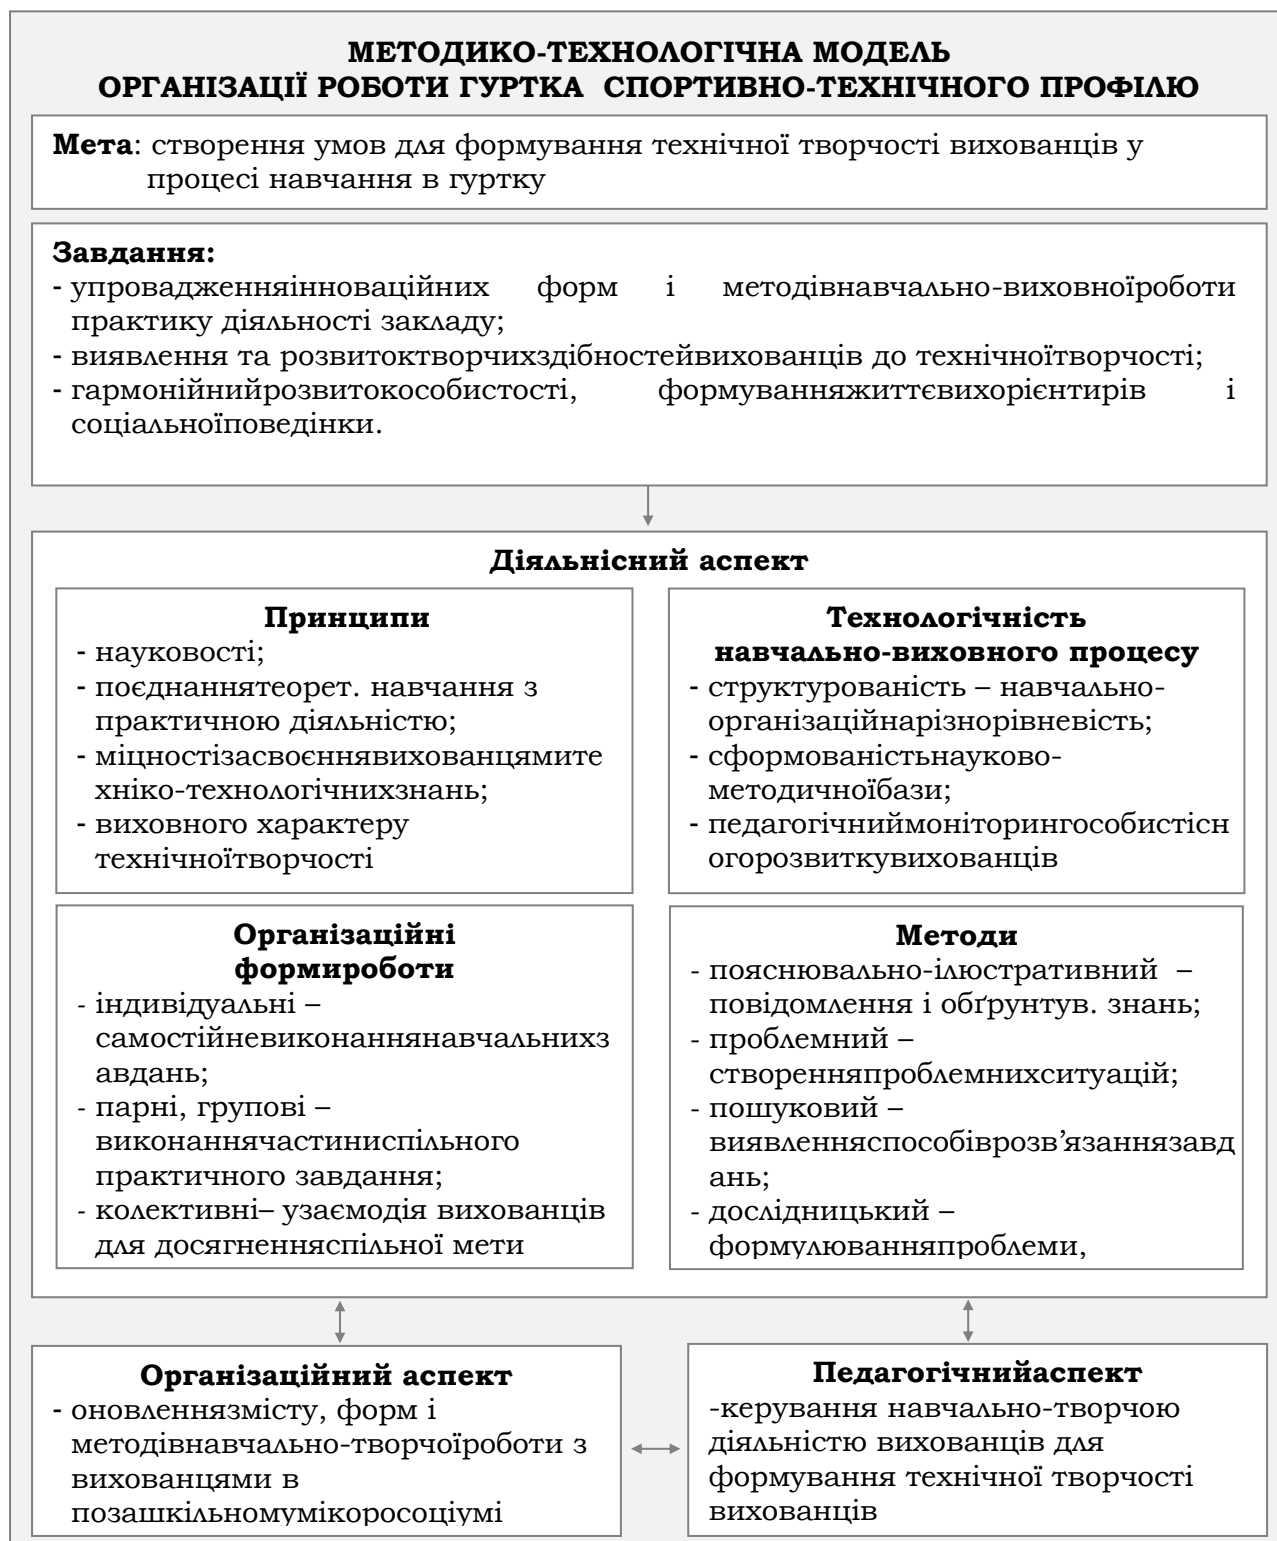 МЕТОДИКО-ТЕХНОЛОГІЧНА МОДЕЛЬ
ОРГАНІЗАЦІЇ РОБОТИ ГУРТКА СПОРТИВНО-ТЕХНІЧНОГО ПРОФІЛЮ
Мета: створення умов для формування технічної творчості вихованців у
процесі навчання в гуртку
Завдання:
- упровадженняінноваційних форм і методівнавчально-виховноїроботи
практику діяльності закладу;
- виявлення та розвитоктворчихздібностейвихованців до технічноїтворчості;
- гармонійнийрозвитокособистості, формуванняжиттєвихорієнтирів і
соціальноїповедінки.
Діяльнісний аспект
Принципи
- науковості;
- поєднаннятеорет. навчання з
практичною діяльністю;
- міцностізасвоєннявихованцямите
хніко-технологічнихзнань;
- виховного характеру
технічноїтворчості
Технологічність
навчально-виховного процесу
- структурованість – навчально-
організаційнарізнорівневість;
- сформованістьнауково-
методичноїбази;
- педагогічниймоніторингособистісн
огорозвиткувихованців
Організаційні
формироботи
- індивідуальні –
самостійневиконаннянавчальнихз
авдань;
- парні, групові –
виконаннячастиниспільного
практичного завдання;
- колективні– узаємодія вихованців
для досягненняспільної мети
Методи
- пояснювально-ілюстративний –
повідомлення і обґрунтув. знань;
- проблемний –
створенняпроблемнихситуацій;
- пошуковий –
виявленняспособіврозв’язаннязавд
ань;
- дослідницький –
формулюванняпроблеми,
Організаційний аспект
- оновленнязмісту, форм і
методівнавчально-творчоїроботи з
вихованцями в
позашкільномумікоросоціумі
Педагогічнийаспект
-керування навчально-творчою
діяльністю вихованців для
формування технічної творчості
вихованців